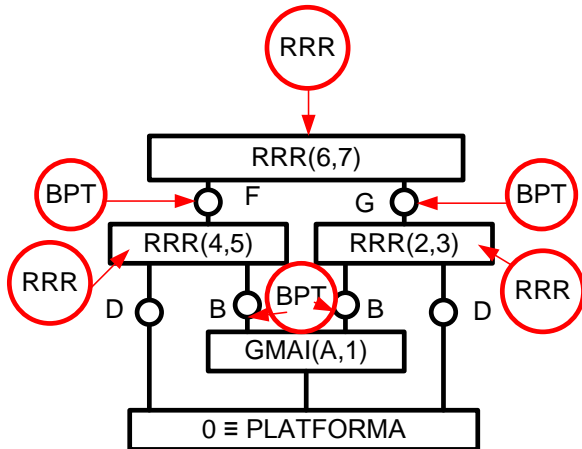 RRR
RRR(6,7)
BPT
F
G
BPT
RRR(4,5)
RRR(2,3)
RRR
BPT
RRR
D
B
B
D
GMAI(A,1)
0 ≡ PLATFORMA